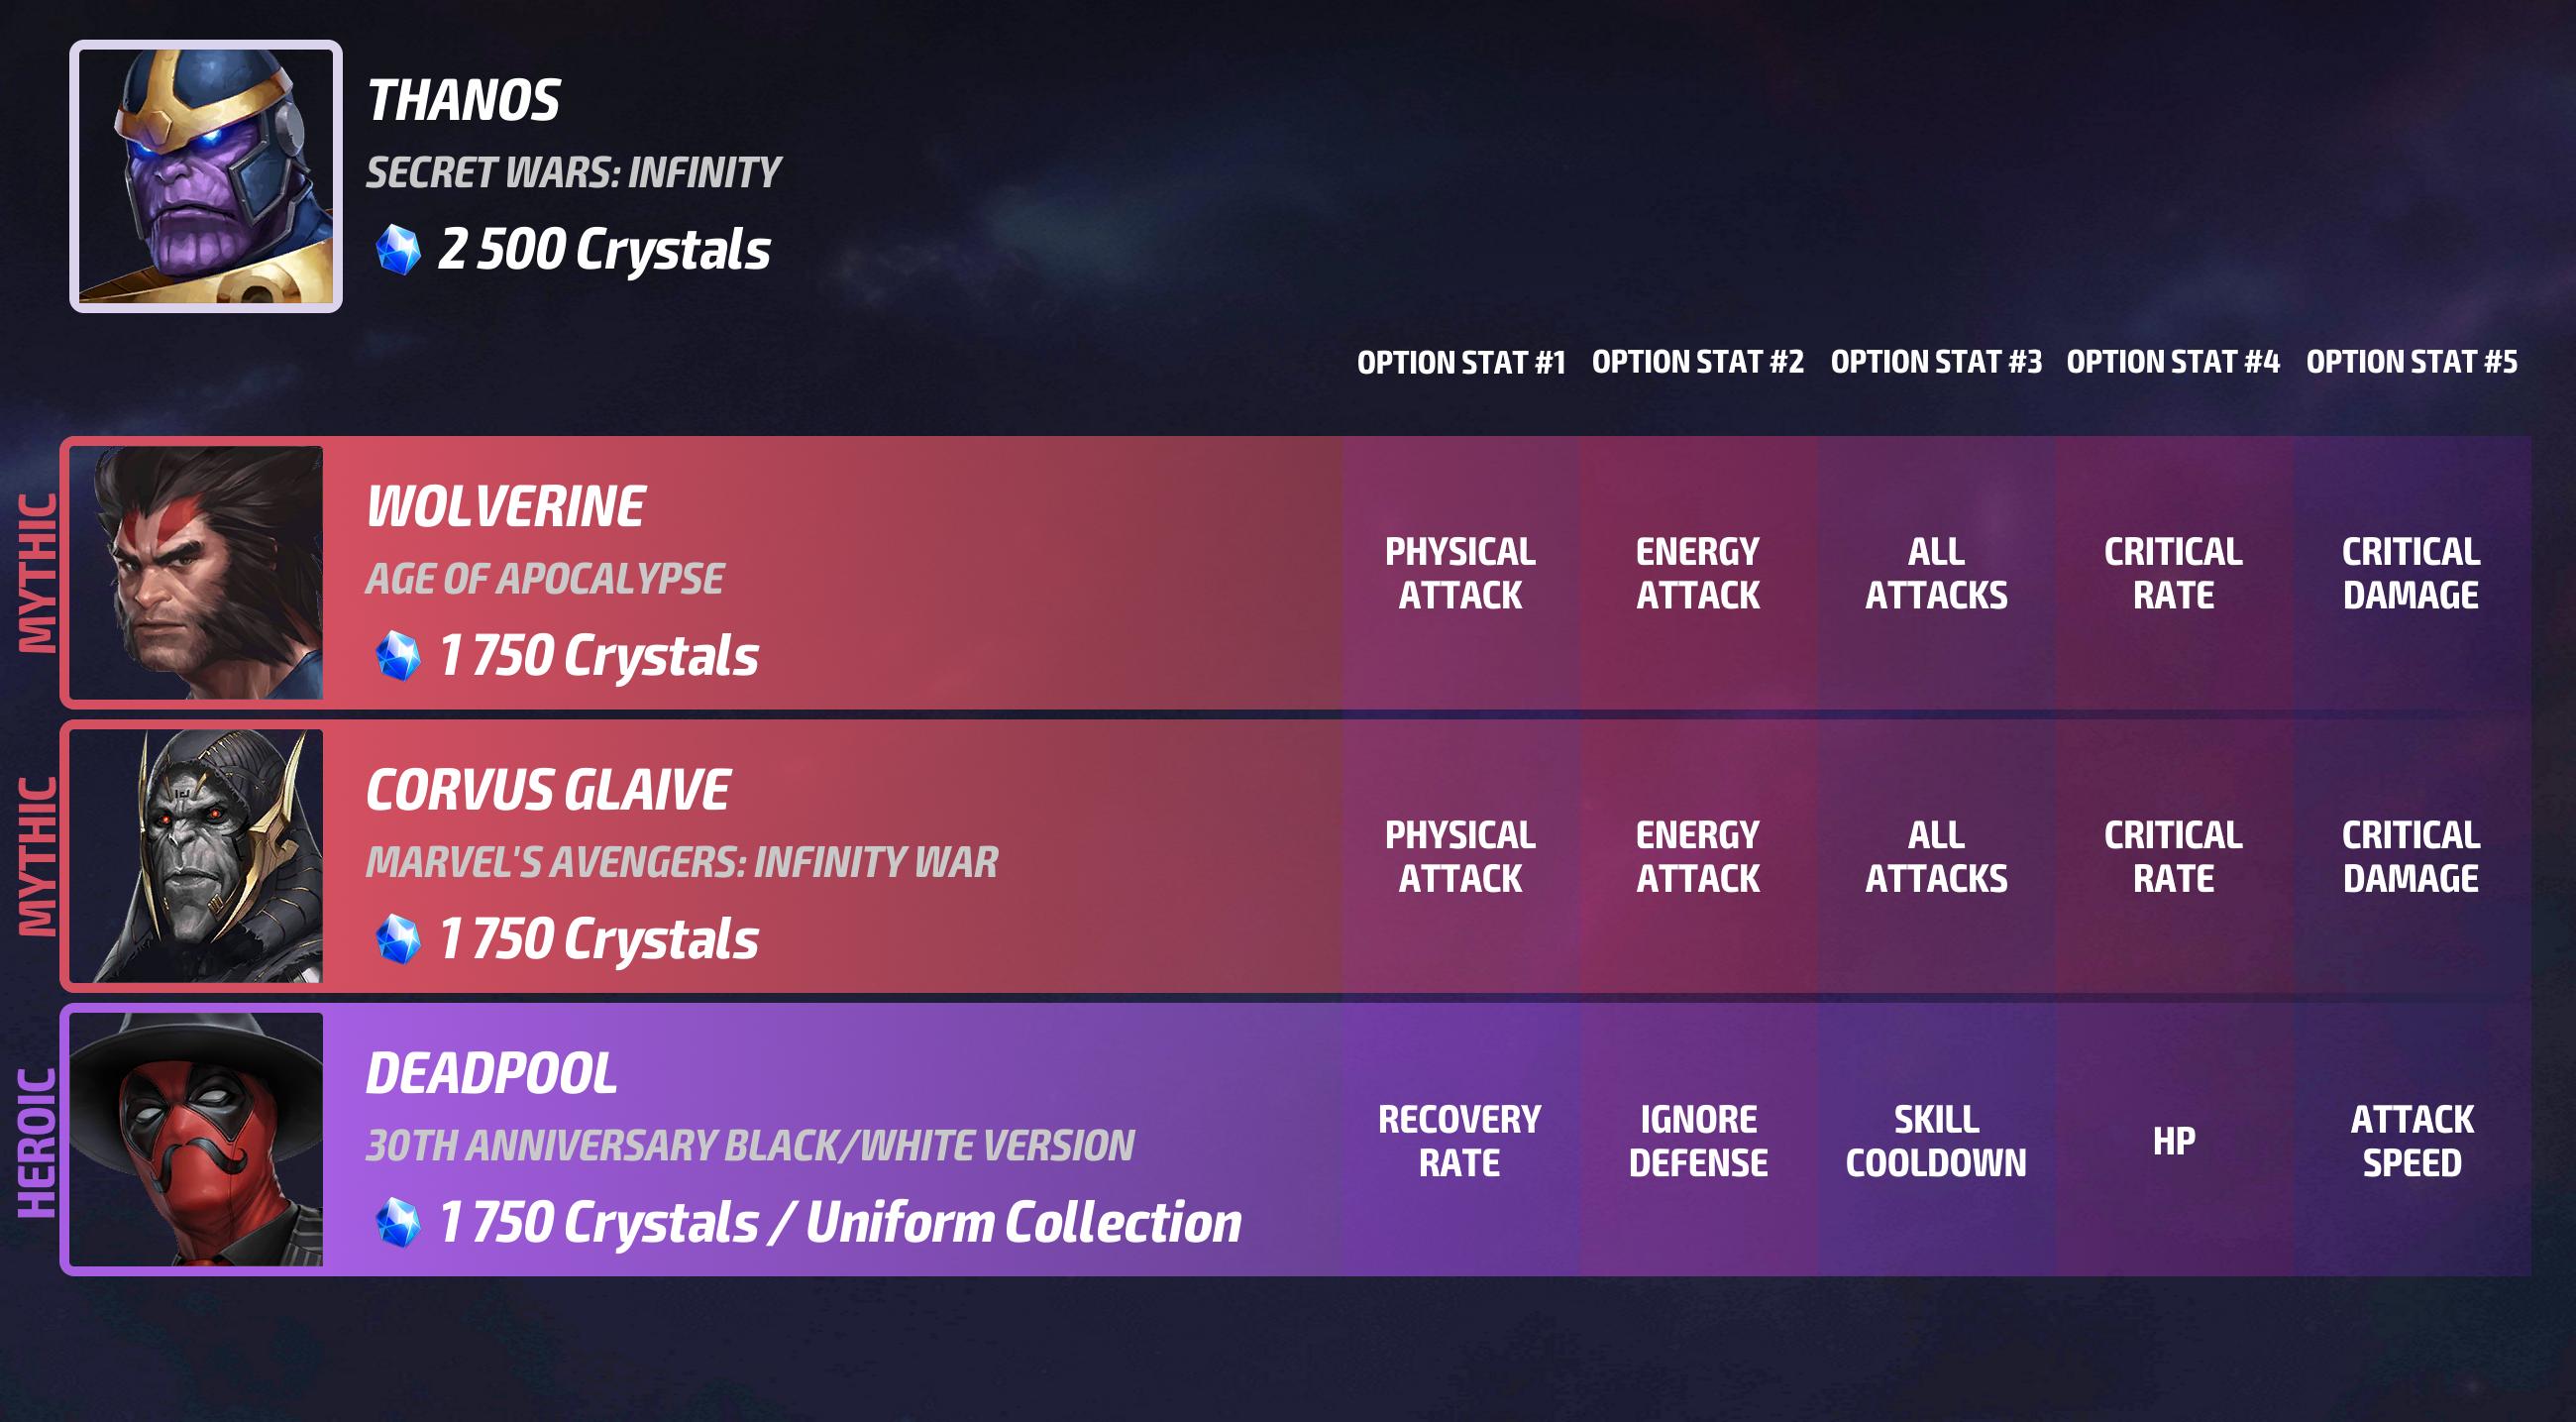 THANOS
SECRET WARS: INFINITY
2 500 Crystals
OPTION STAT #1 OPTION STAT #2 OPTION STAT #3 OPTION STAT #4 OPTION STAT #5
MYTHIC
WOLVERINE
AGE OF APOCALYPSE
1 750 Crystals
PHYSICAL
ATTACK
ENERGY
ATTACK
ALL
ATTACKS
CRITICAL
RATE
CRITICAL
DAMAGE
MYTHIC
CORVUS GLAIVE
MARVEL'S AVENGERS: INFINITY WAR
1 750 Crystals
PHYSICAL
ATTACK
ENERGY
ATTACK
ALL
ATTACKS
CRITICAL
RATE
CRITICAL
DAMAGE
HEROIC
DEADPOOL
30TH ANNIVERSARY BLACK/WHITE VERSION
1 750 Crystals / Uniform Collection
RECOVERY
RATE
IGNORE
DEFENSE
SKILL
COOLDOWN
HP
ATTACK
SPEED